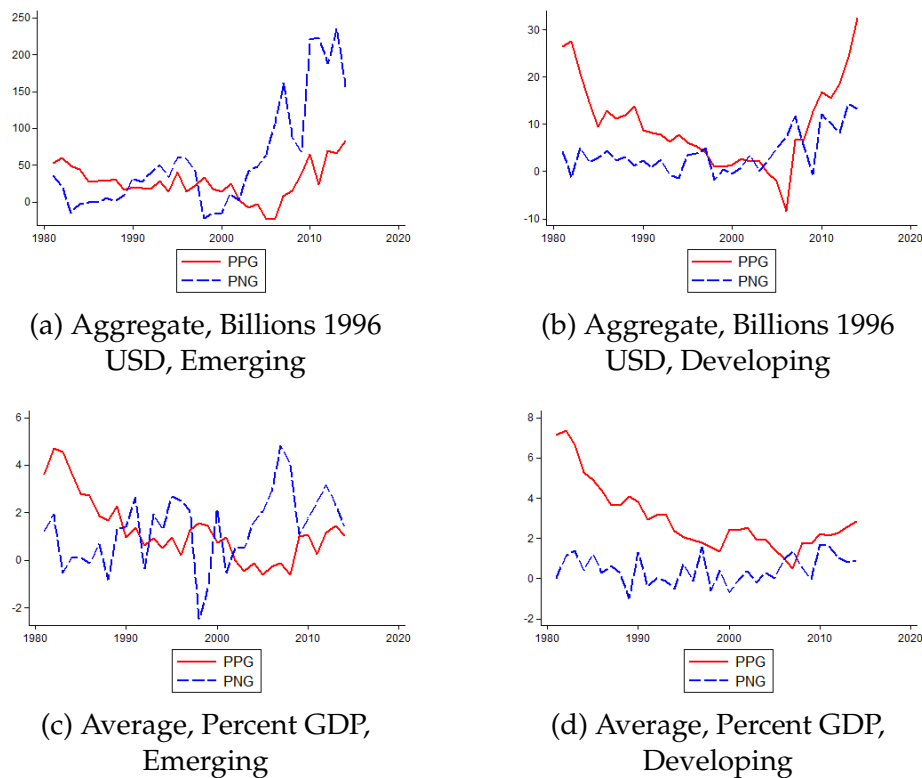 250
200
150
100
50
0
1980 1990 2000 2010 2020
PPG
PNG
(a) Aggregate, Billions 1996
USD, Emerging
30
20
10
0
-10
1980 1990 2000 2010 2020
PPG
PNG
(b) Aggregate, Billions 1996
USD, Developing
6
4
2
0
-2
1980 1990 2000 2010 2020
PPG
PNG
(c) Average, Percent GDP,
Emerging
8
6
4
2
0
-2
1980 1990 2000 2010 2020
PPG
PNG
(d) Average, Percent GDP,
Developing